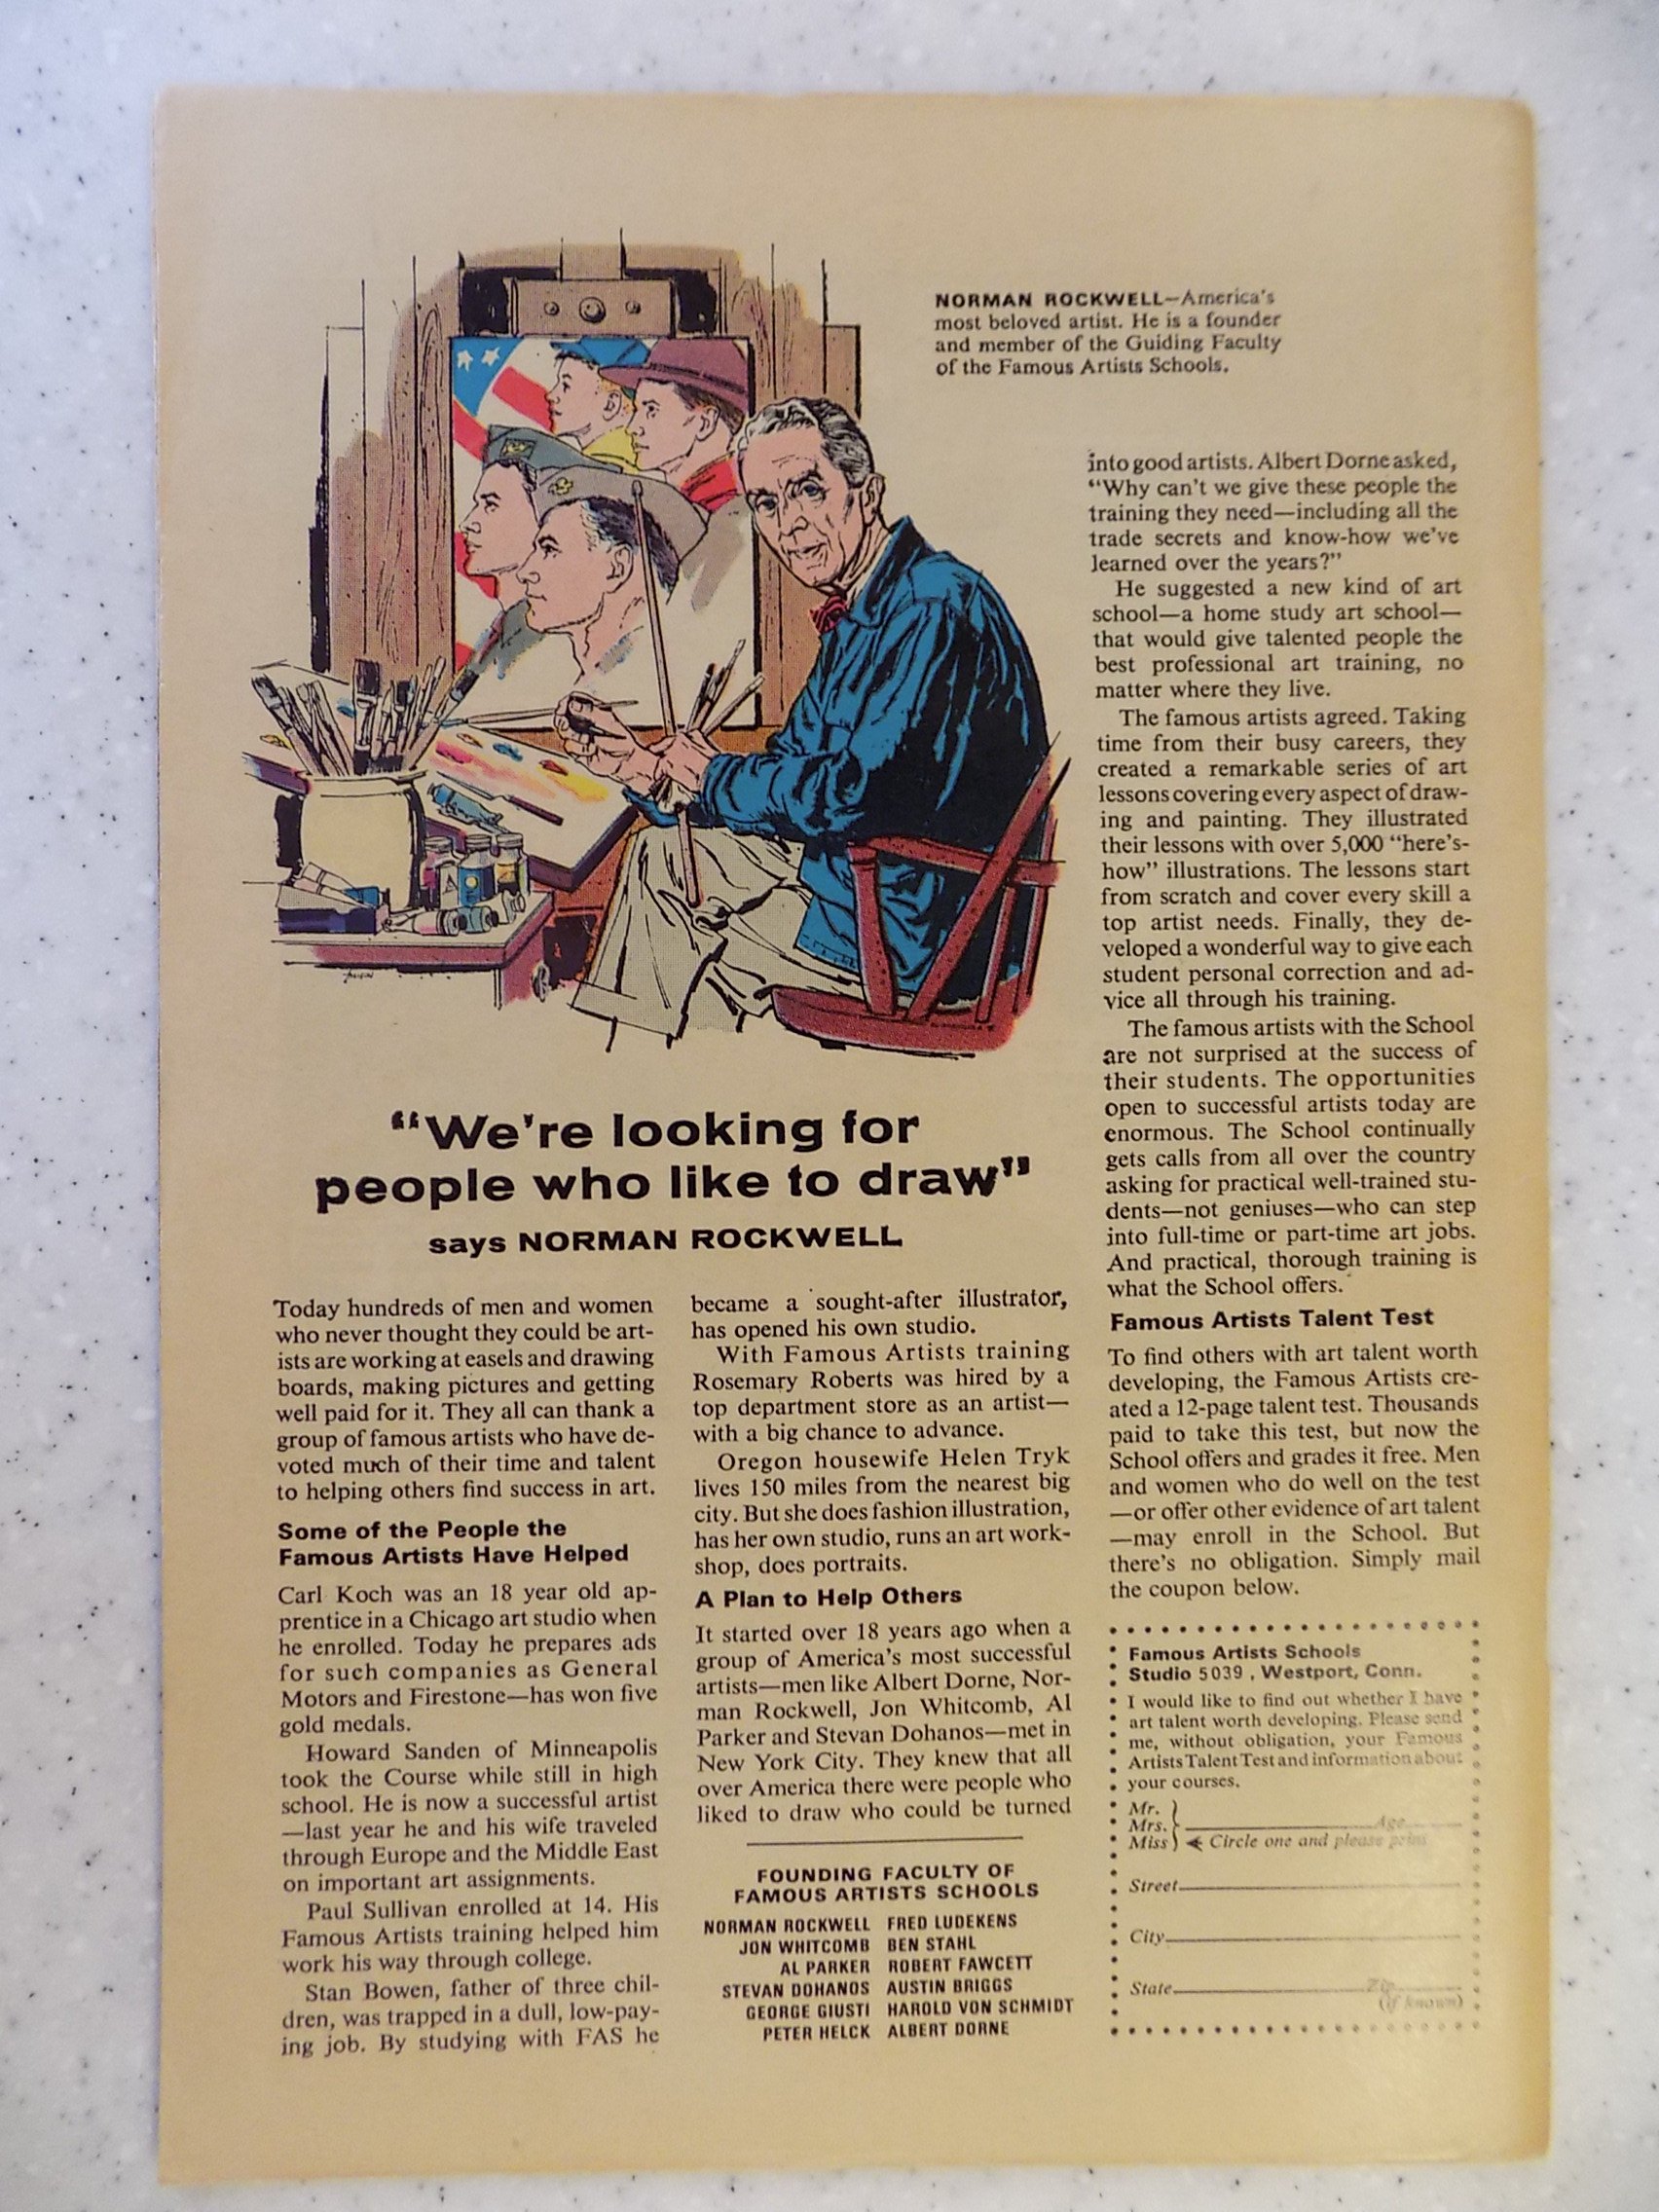 NORMAN ROCKWELL—America's
most beloved artist. He is a founder
and member of the Guiding Faculty
of the Famous Artists Schools.
"We're looking for
people who like to draw"
says NORMAN ROCKWELL
Today hundreds of men and women
who never thought they could be art-
ists are working at easels and drawing
boards, making pictures and getting
well paid for it. They all can thank a
group of famous artists who have de-
voted much of their time and talent
to helping others find success in art.
Some of the People the
Famous Artists Have Helped
Carl Koch was an 18 year old ap-
prentice in a Chicago art studio when
he enrolled. Today he prepares ads
for such companies as General
Motors and Firestone—has won five
gold medals.
Howard Sanden of Minneapolis
took the Course while still in high
school. He is now a successful artist
—last year he and his wife traveled
through Europe and the Middle East
on important art assignments.
Paul Sullivan enrolled at 14. His
Famous Artists training helped him
work his way through college.
Stan Bowen, father of three chil-
dren, was trapped in a dull, low-pay-
ing job. By studying with FAS he
became a sought-after illustrator,
has opened his own studio.
With Famous Artists training
Rosemary Roberts was hired by a
top department store as an artist—
with a big chance to advance.
Oregon housewife Helen Tryk
lives 150 miles from the nearest big
city. But she does fashion illustration,
has her own studio, runs an art work-
shop, does portraits.
A Plan to Help Others
It started over 18 years ago when a
group of America's most successful
artists—men like Albert Dorne, Nor-
man Rockwell, Jon Whitcomb, Al
Parker and Stevan Dohanos—met in
New York City. They knew that all
over America there were people who
liked to draw who could be turned
FOUNDING FACULTY OF
FAMOUS ARTISTS SCHOOLS
NORMAN ROCKWELL FRED LUDEKENS
JON WHITCOMB BEN STAHL
AL PARKER ROBERT FAWCETT
STEVAN DOHANOS AUSTIN BRIGGS
GEORGE GIUSTI HAROLD VON SCHMIDT
PETER HELCK ALBERT DORNE
into good artists. Albert Dorne asked,
"Why can't we give these people the
training they need—including all the
trade secrets and know-how we've
learned over the years?"
He suggested a new kind of art
school—a home study art school—
that would give talented people the
best professional art training, no
matter where they live.
The famous artists agreed. Taking
time from their busy careers, they
created a remarkable series of art
lessons covering every aspect of draw-
ing and painting. They illustrated
their lessons with over 5,000 "here's-
how" illustrations. The lessons start
from scratch and cover every skill a
top artist needs. Finally, they de-
veloped a wonderful way to give each
student personal correction and ad-
vice all through his training.
The famous artists with the School
are not surprised at the success of
their students. The opportunities
open to successful artists today are
enormous. The School continually
gets calls from all over the country
asking for practical well-trained stu-
dents—not geniuses—who can step
into full-time or part-time art jobs.
And practical, thorough training is
what the School offers.
Famous Artists Talent Test
To find others with art talent worth
developing, the Famous Artists cre-
ated a 12-page talent test. Thousands
paid to take this test, but now the
School offers and grades it free. Men
and women who do well on the test
—or offer other evidence of art talent
—may enroll in the School. But
there's no obligation. Simply mail
the coupon below.
Famous Artists Schools
Studio 5039, Westport, Conn.
I would like to find out whether I have
art talent worth developing. Please send
me, without obligation, your Famous
Artists Talent Test and information about
your courses.
Mr.
Mrs. Age
Miss Circle one and please print
Street
City
State Zip
(if known)